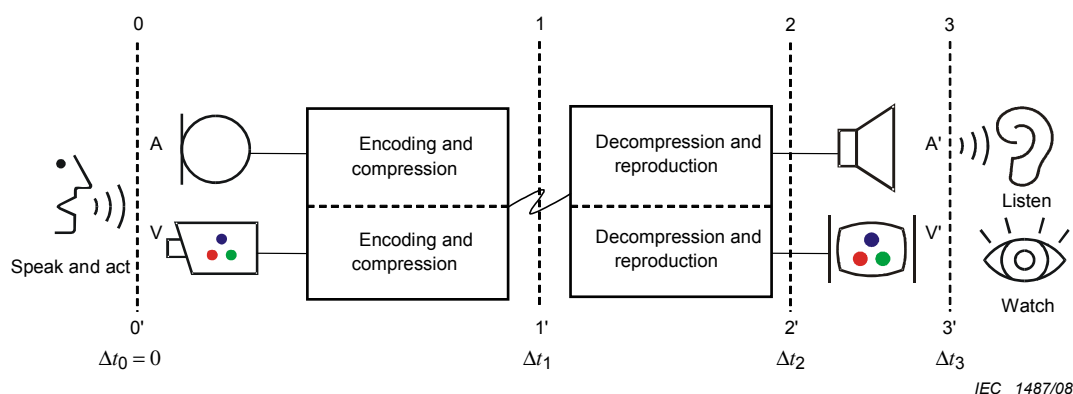 0 1 2 3
A Encoding and compression Decompression and reproduction A'
Listen
V Encoding and compression Decompression and reproduction V'
Speak and act
Watch
0' 1' 2' 3'
Δt0 = 0 Δt1 Δt2 Δt3
IEC 1487/08